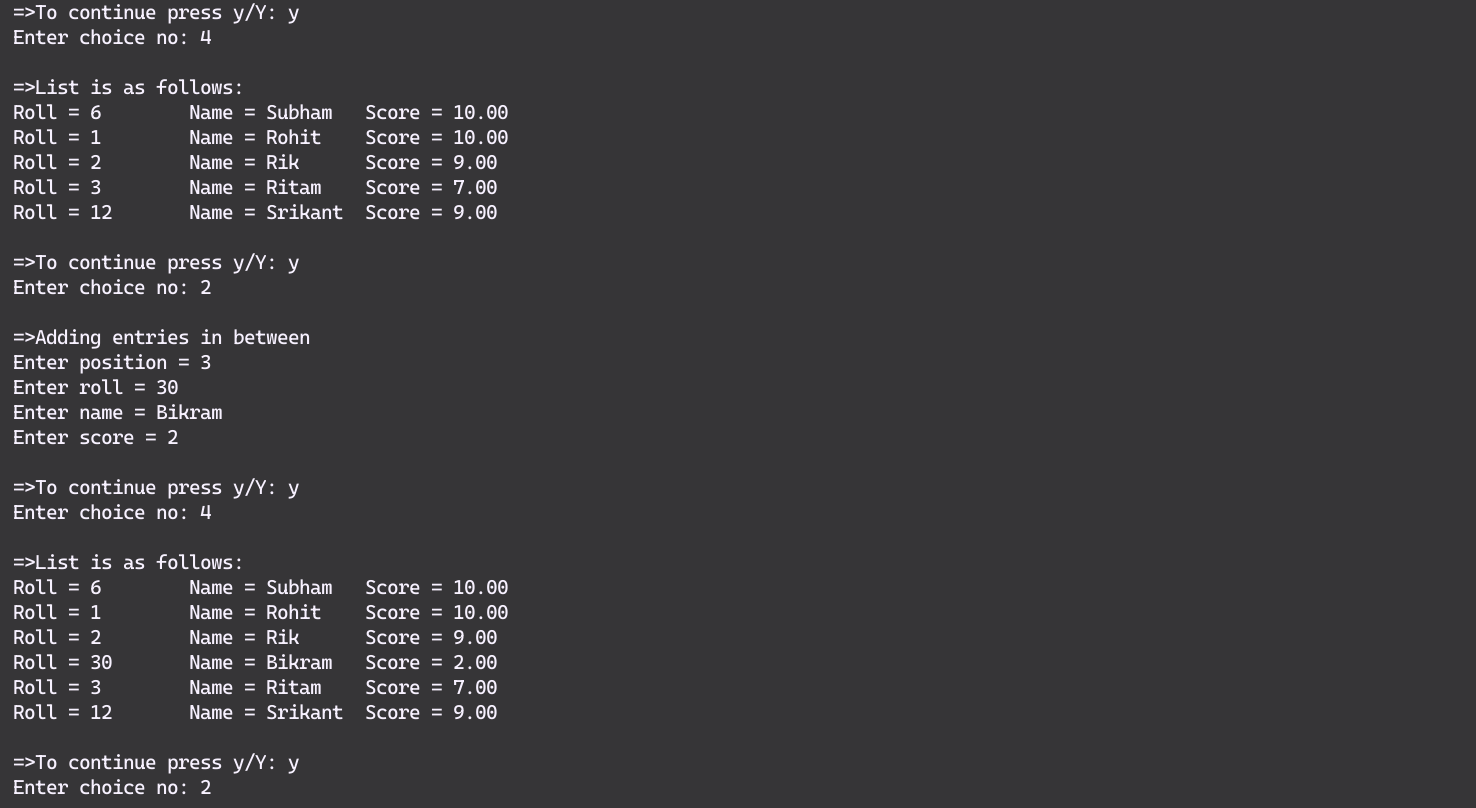 =>To continue press y/Y: y
Enter choice no: 4
=>List is as follows:
Roll = 6 Name = Subham Score = 10.00
Roll = 1 Name = Rohit Score = 10.00
Roll = 2 Name = Rik Score = 9.00
Roll = 3 Name = Ritam Score = 7.00
Roll = 12 Name = Srikant Score = 9.00
=>To continue press y/Y: y
Enter choice no: 2
=>Adding entries in between
Enter position = 3
Enter roll = 30
Enter name = Bikram
Enter score = 2
=>To continue press y/Y: y
Enter choice no: 4
=>List is as follows:
Roll = 6 Name = Subham Score = 10.00
Roll = 1 Name = Rohit Score = 10.00
Roll = 2 Name = Rik Score = 9.00
Roll = 30 Name = Bikram Score = 2.00
Roll = 3 Name = Ritam Score = 7.00
Roll = 12 Name = Srikant Score = 9.00
=>To continue press y/Y: y
Enter choice no: 2